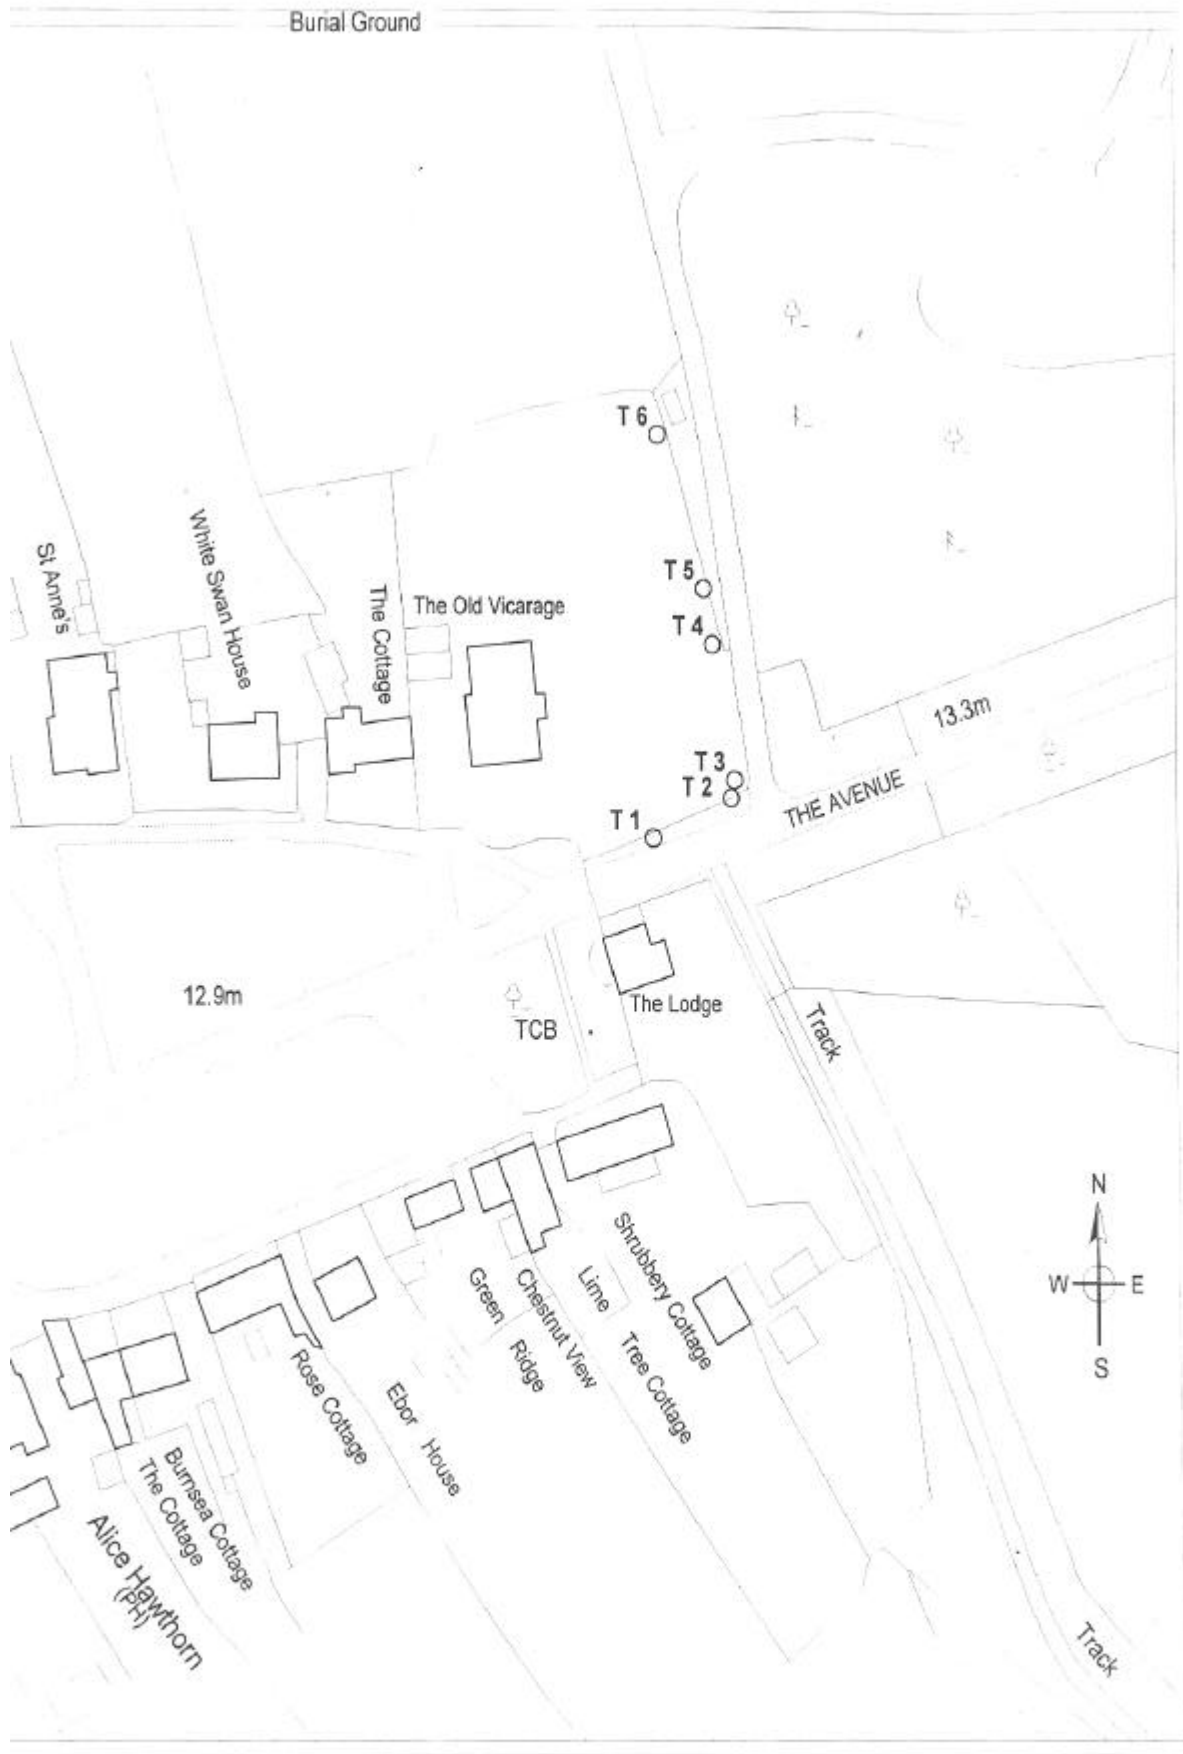 Burial Ground
T 6
T 5
T 4
St Anne's
White Swan House
The Cottage
The Old Vicarage
13.3m
T 3
T 2
T 1
THE AVENUE
12.9m
TCB
The Lodge
Track
N
W E
S
Shrubbery Cottage
Lime Tree Cottage
Chestnut View
Green Ridge
Ebor House
Rose Cottage
Burnsea Cottage
The Cottage
Alice Hawthorn
(PH)
Track